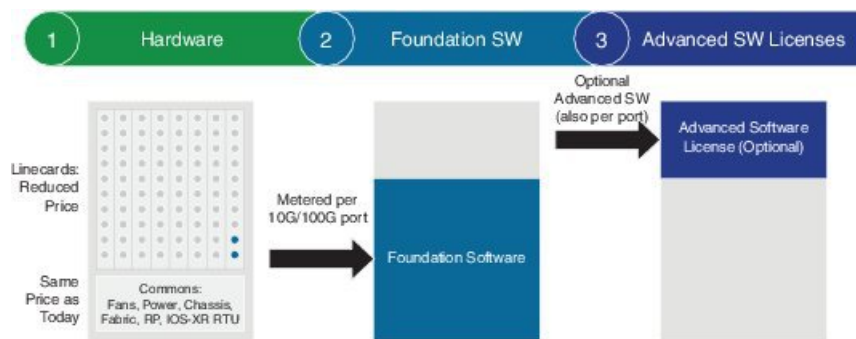 1 Hardware 2 Foundation SW 3 Advanced SW Licenses
Optional
Advanced SW
(also per port)
Advanced Software
License (Optional)
Linecards:
Reduced
Price
Metered per
10G/100G port
Foundation Software
Same
Price as
Today
Commons:
Fans, Power, Chassis,
Fabric, RP, IOS-XR RTU